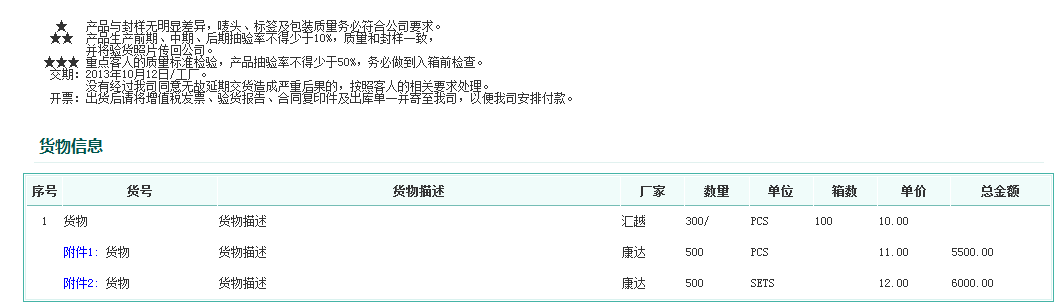 ★ 产品与封样无明显差异，唛头、标签及包装质量务必符合公司要求。
★★ 产品生产前期、中期、后期抽验率不得少于10%，质量和封样一致，
并将验货照片传回公司。
★★★ 重点客人的质量标准检验，产品抽验率不得少于50%，务必做到入箱前检查。
交期：2013年10月12日/工厂。
没有经过我司同意无故延期交货造成严重后果的，按照客人的相关要求处理。
开票：出货后请将增值税发票、验货报告、合同复印件及出库单一并寄至我司，以便我司安排付款。
货物信息
序号 货号 货物描述 厂家 数量 单位 箱数 单价 总金额
1 货物 货物描述 汇越 300/ PCS 100 10.00
附件1: 货物 货物描述 康达 500 PCS 11.00 5500.00
附件2: 货物 货物描述 康达 500 SETS 12.00 6000.00